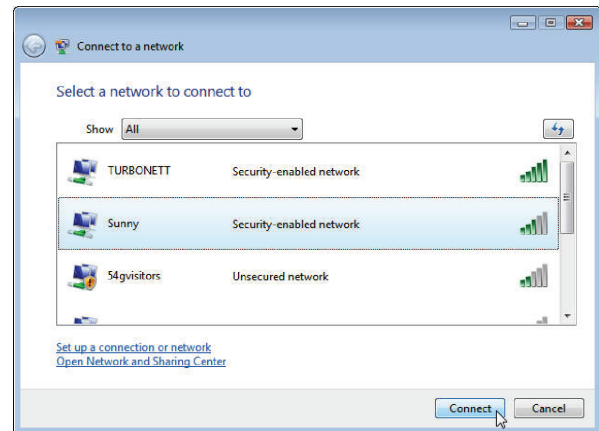 Connect to a network
Select a network to connect to
Show All
TURBONETT Security-enabled network
Sunny Security-enabled network
54gvisitors Unsecured network
Set up a connection or network
Open Network and Sharing Center
Connect Cancel